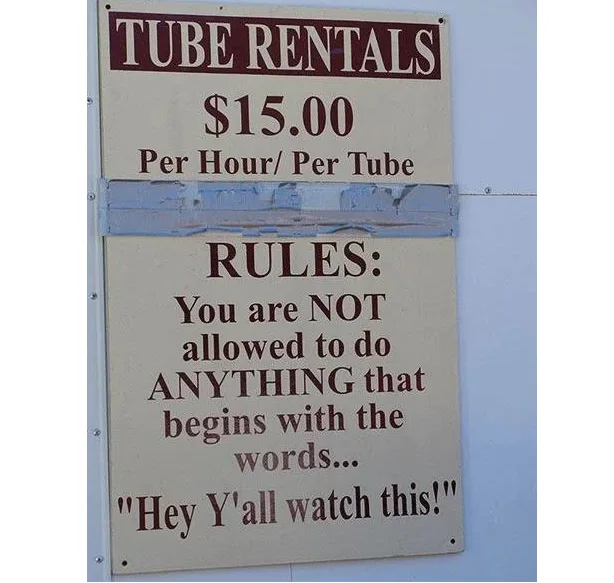 TUBE RENTALS
$15.00
Per Hour/ Per Tube
RULES:
You are NOT
allowed to do
ANYTHING that
begins with the
words...
"Hey Y'all watch this!"